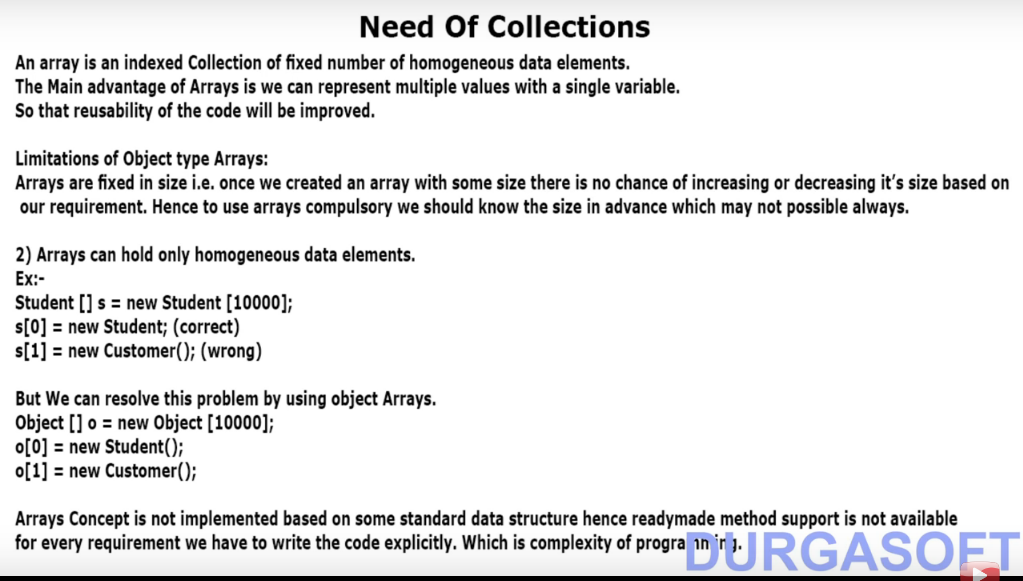 Need Of Collections
An array is an indexed Collection of fixed number of homogeneous data elements.
The Main advantage of Arrays is we can represent multiple values with a single variable.
So that reusability of the code will be improved.
Limitations of Object type Arrays:
Arrays are fixed in size i.e. once we created an array with some size there is no chance of increasing or decreasing it's size based on
our requirement. Hence to use arrays compulsory we should know the size in advance which may not possible always.
2) Arrays can hold only homogeneous data elements.
Ex:-
Student [] s = new Student [10000];
s[0] = new Student; (correct)
s[1] = new Customer(); (wrong)
But We can resolve this problem by using object Arrays.
Object [] o = new Object [10000];
o[0] = new Student();
o[1] = new Customer();
Arrays Concept is not implemented based on some standard data structure hence readymade method support is not available
for every requirement we have to write the code explicitly. Which is complexity of programming.
DURGASOFT